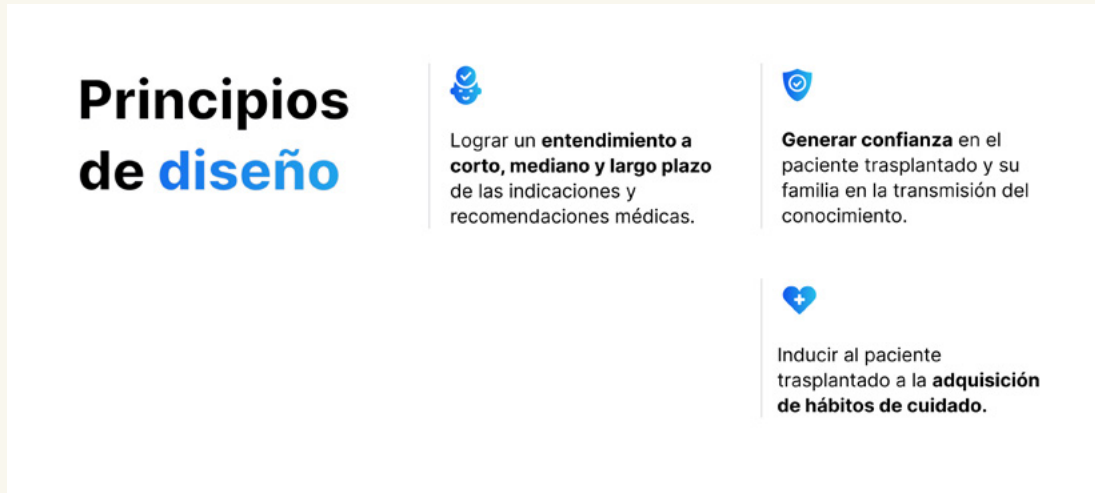 Principios
de diseño
Lograr un entendimiento a
corto, mediano y largo plazo
de las indicaciones y
recomendaciones médicas.
Generar confianza en el
paciente trasplantado y su
familia en la transmisión del
conocimiento.
Inducir al paciente
trasplantado a la adquisición
de hábitos de cuidado.